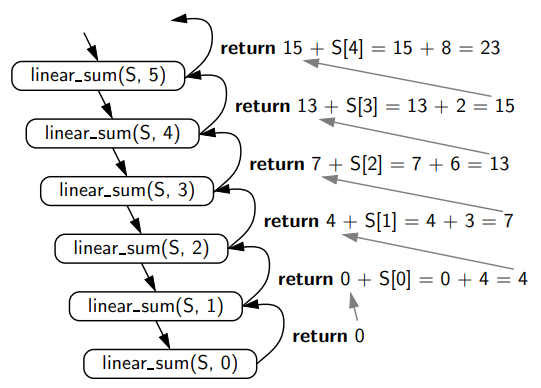 return 15 + S[4] = 15 + 8 = 23
linear_sum(S, 5)
return 13 + S[3] = 13 + 2 = 15
linear_sum(S, 4)
return 7 + S[2] = 7 + 6 = 13
linear_sum(S, 3)
return 4 + S[1] = 4 + 3 = 7
linear_sum(S, 2)
return 0 + S[0] = 0 + 4 = 4
linear_sum(S, 1)
return 0
linear_sum(S, 0)